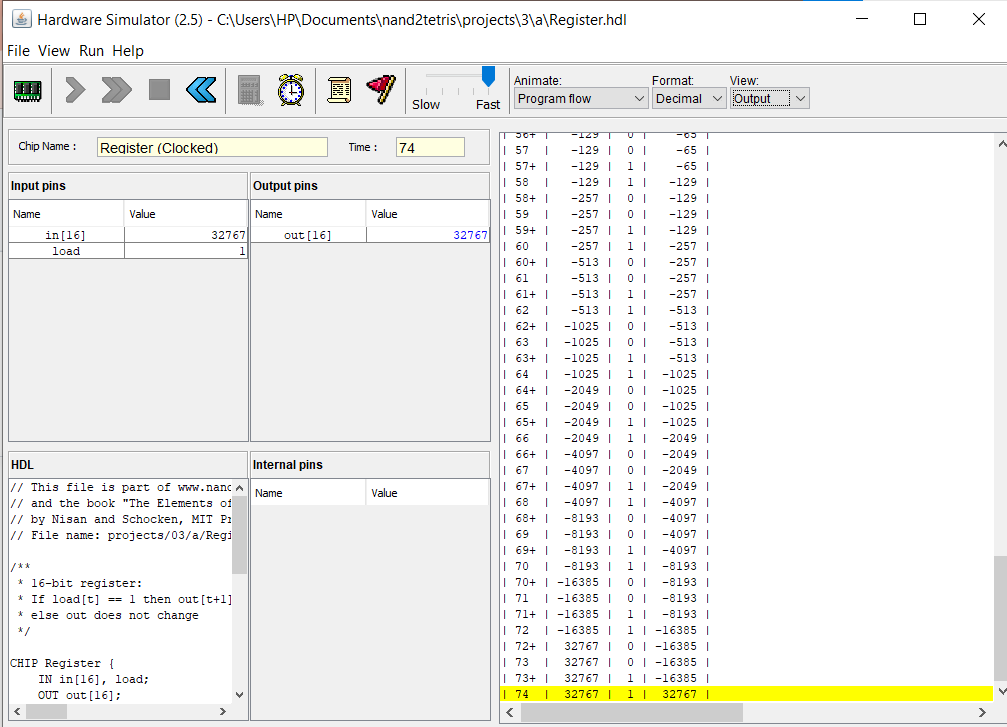 Hardware Simulator (2.5) - C:\Users\HP\Documents\nand2tetris\projects\3\a\Register.hdl
File View Run Help
Slow Fast
Animate: Format: View:
Program flow Decimal Output
Chip Name : Register (Clocked) Time : 74
Input pins
Name Value
in[16] 32767
load 1
Output pins
Name Value
out[16] 32767
HDL
// This file is part of www.nand
// and the book "The Elements of
// by Nisan and Schocken, MIT Pr
// File name: projects/03/a/Regi
/**
* 16-bit register:
* If load[t] == 1 then out[t+1]
* else out does not change
*/
CHIP Register {
IN in[16], load;
OUT out[16];
Internal pins
Name Value
| 56+ | -129 | 0 | -65 |
| 57 | -129 | 0 | -65 |
| 57+ | -129 | 1 | -65 |
| 58 | -129 | 1 | -129 |
| 58+ | -257 | 0 | -129 |
| 59 | -257 | 0 | -129 |
| 59+ | -257 | 1 | -129 |
| 60 | -257 | 1 | -257 |
| 60+ | -513 | 0 | -257 |
| 61 | -513 | 0 | -257 |
| 61+ | -513 | 1 | -257 |
| 62 | -513 | 1 | -513 |
| 62+ | -1025 | 0 | -513 |
| 63 | -1025 | 0 | -513 |
| 63+ | -1025 | 1 | -513 |
| 64 | -1025 | 1 | -1025 |
| 64+ | -2049 | 0 | -1025 |
| 65 | -2049 | 0 | -1025 |
| 65+ | -2049 | 1 | -1025 |
| 66 | -2049 | 1 | -2049 |
| 66+ | -4097 | 0 | -2049 |
| 67 | -4097 | 0 | -2049 |
| 67+ | -4097 | 1 | -2049 |
| 68 | -4097 | 1 | -4097 |
| 68+ | -8193 | 0 | -4097 |
| 69 | -8193 | 0 | -4097 |
| 69+ | -8193 | 1 | -4097 |
| 70 | -8193 | 1 | -8193 |
| 70+ | -16385 | 0 | -8193 |
| 71 | -16385 | 0 | -8193 |
| 71+ | -16385 | 1 | -8193 |
| 72 | -16385 | 1 | -16385 |
| 72+ | 32767 | 0 | -16385 |
| 73 | 32767 | 0 | -16385 |
| 73+ | 32767 | 1 | -16385 |
| 74 | 32767 | 1 | 32767 |